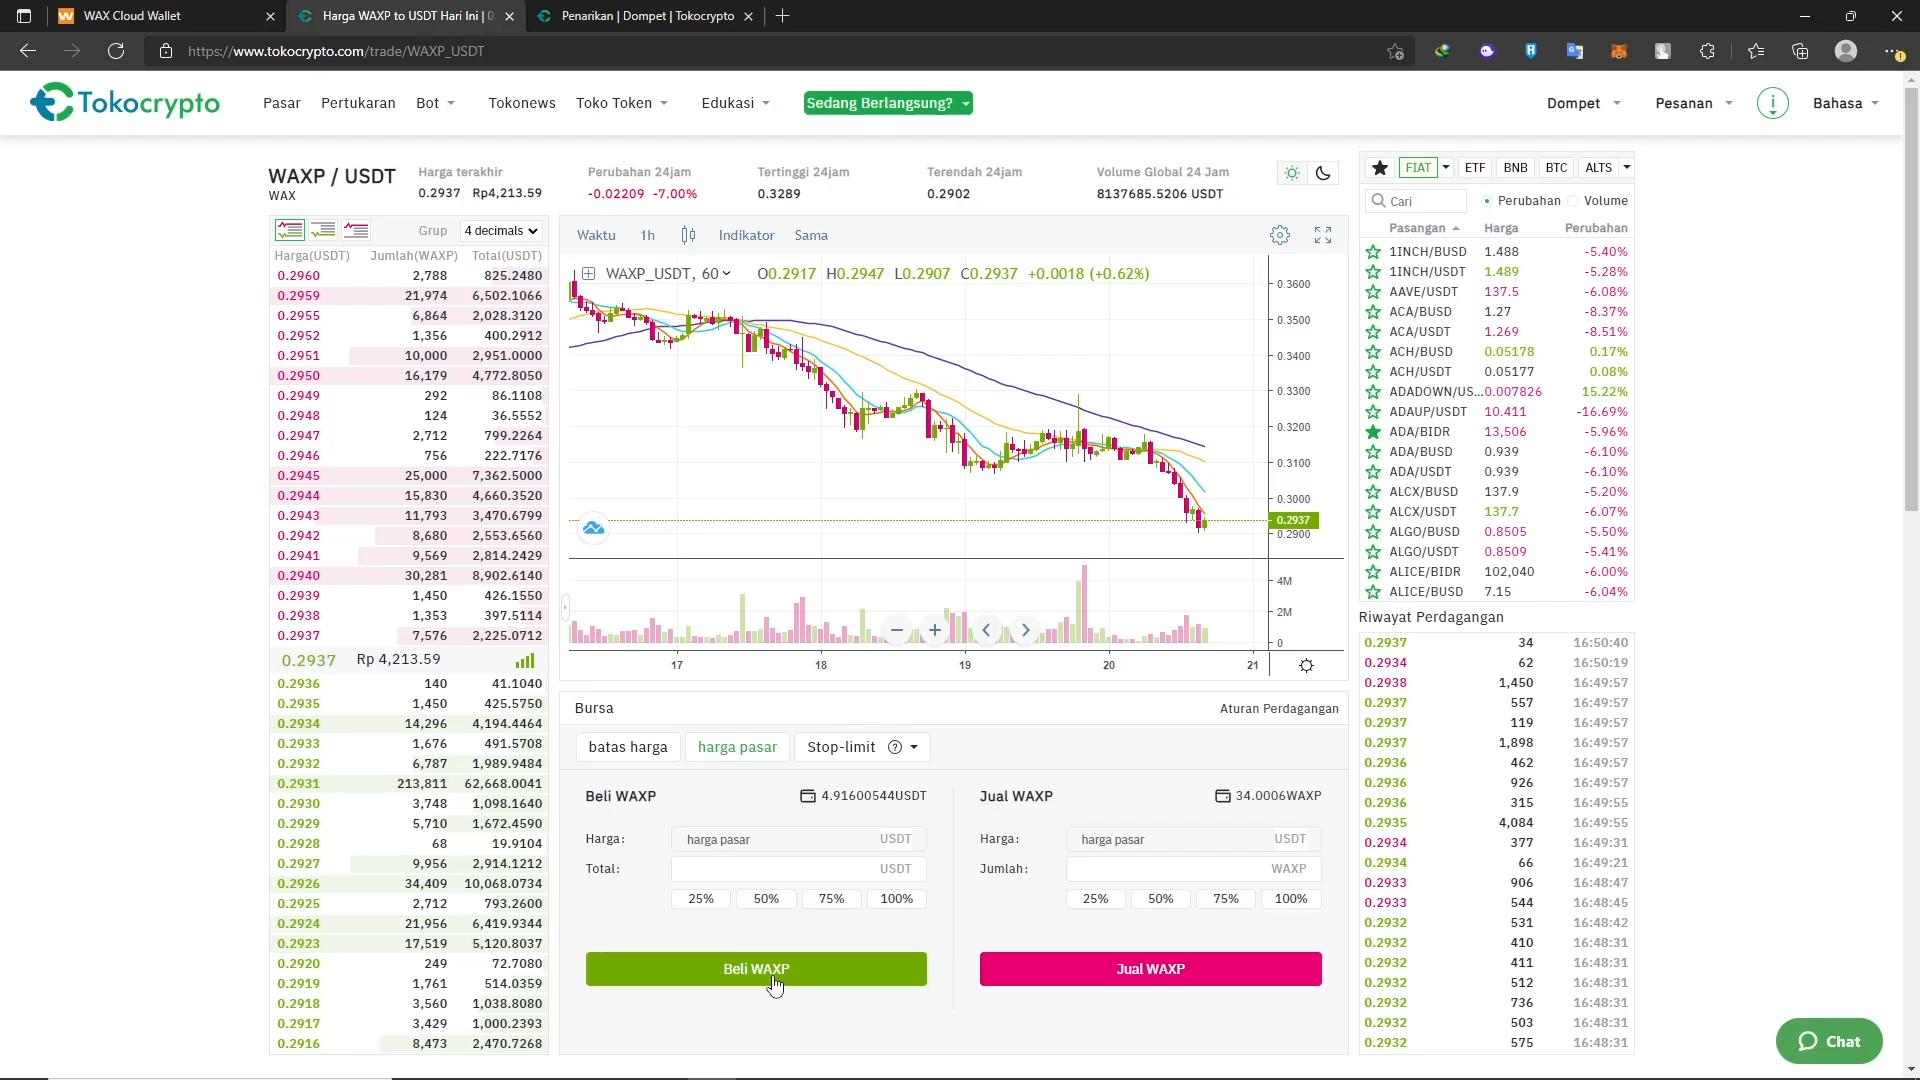 WAX Cloud Wallet
Harga WAXP to USDT Hari Ini | 0.
Penarikan | Dompet | Tokocrypto
https://www.tokocrypto.com/trade/WAXP_USDT
Tokocrypto
Pasar
Pertukaran
Bot
Tokonews
Toko Token
Edukasi
Sedang Berlangsung?
Dompet
Pesanan
Bahasa
WAXP / USDT
WAX
Harga terakhir
0.2937 Rp4,213.59
Perubahan 24jam
-0.02209 -7.00%
Tertinggi 24jam
0.3289
Terendah 24jam
0.2902
Volume Global 24 Jam
8137685.5206 USDT
Grup 4 decimals
Harga(USDT) Jumlah(WAXP) Total(USDT)
0.2960 2,788 825.2480
0.2959 21,974 6,502.1066
0.2955 6,864 2,028.3120
0.2952 1,356 400.2912
0.2951 10,000 2,951.0000
0.2950 16,179 4,772.8050
0.2949 292 86.1108
0.2948 124 36.5552
0.2947 2,712 799.2264
0.2946 756 222.7176
0.2945 25,000 7,362.5000
0.2944 15,830 4,660.3520
0.2943 11,793 3,470.6799
0.2942 8,680 2,553.6560
0.2941 9,569 2,814.2429
0.2940 30,281 8,902.6140
0.2939 1,450 426.1550
0.2938 1,353 397.5114
0.2937 7,576 2,225.0712
0.2937 Rp 4,213.59
0.2936 140 41.1040
0.2935 1,450 425.5750
0.2934 14,296 4,194.4464
0.2933 1,676 491.5708
0.2932 6,787 1,989.9484
0.2931 213,811 62,668.0041
0.2930 3,748 1,098.1640
0.2929 5,710 1,672.4590
0.2928 68 19.9104
0.2927 9,956 2,914.1212
0.2926 34,409 10,068.0734
0.2925 2,712 793.2600
0.2924 21,956 6,419.9344
0.2923 17,519 5,120.8037
0.2920 249 72.7080
0.2919 1,761 514.0359
0.2918 3,560 1,038.8080
0.2917 3,429 1,000.2393
0.2916 8,473 2,470.7268
Waktu 1h Indikator Sama
WAXP_USDT, 60 O0.2917 H0.2947 L0.2907 C0.2937 +0.0018 (+0.62%)
0.3600
0.3500
0.3400
0.3300
0.3200
0.3100
0.3000
0.2937
0.2900
4M
2M
0
17 18 19 20 21
Bursa
Aturan Perdagangan
batas harga
harga pasar
Stop-limit ?
Beli WAXP 4.91600544USDT
Harga: harga pasar USDT
Total: USDT
25% 50% 75% 100%
Beli WAXP
Jual WAXP 34.0006WAXP
Harga: harga pasar USDT
Jumlah: WAXP
25% 50% 75% 100%
Jual WAXP
FIAT ETF BNB BTC ALTS
Cari Perubahan Volume
Pasangan Harga Perubahan
1INCH/BUSD 1.488 -5.40%
1INCH/USDT 1.489 -5.28%
AAVE/USDT 137.5 -6.08%
ACA/BUSD 1.27 -8.37%
ACA/USDT 1.269 -8.51%
ACH/BUSD 0.05178 0.17%
ACH/USDT 0.05177 0.08%
ADADOWN/US... 0.007826 15.22%
ADAUP/USDT 10.411 -16.69%
ADA/BIDR 13,506 -5.96%
ADA/BUSD 0.939 -6.10%
ADA/USDT 0.939 -6.10%
ALCX/BUSD 137.9 -5.20%
ALCX/USDT 137.7 -6.07%
ALGO/BUSD 0.8505 -5.50%
ALGO/USDT 0.8509 -5.41%
ALICE/BIDR 102,040 -6.00%
ALICE/BUSD 7.15 -6.04%
Riwayat Perdagangan
0.2937 34 16:50:40
0.2934 62 16:50:19
0.2938 1,450 16:49:57
0.2937 557 16:49:57
0.2937 119 16:49:57
0.2937 1,898 16:49:57
0.2936 462 16:49:57
0.2936 926 16:49:57
0.2936 315 16:49:55
0.2935 4,084 16:49:55
0.2934 377 16:49:31
0.2934 66 16:49:21
0.2933 906 16:48:47
0.2933 544 16:48:45
0.2932 531 16:48:42
0.2932 410 16:48:31
0.2932 411 16:48:31
0.2932 512 16:48:31
0.2932 736 16:48:31
0.2932 503 16:48:31
0.2932 575 16:48:31
Chat